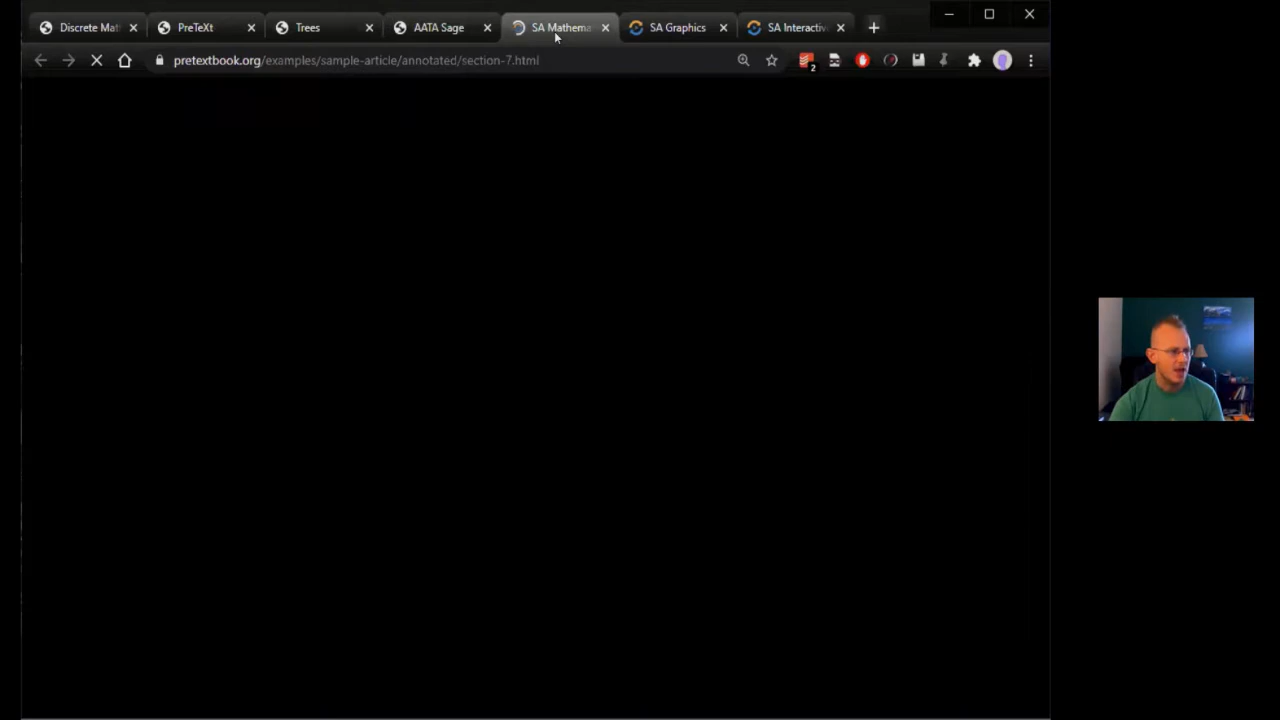 Discrete Mat
PreTeXt
Trees
AATA Sage
SA Mathema
SA Graphics
SA Interactiv
pretextbook.org/examples/sample-article/annotated/section-7.html
2